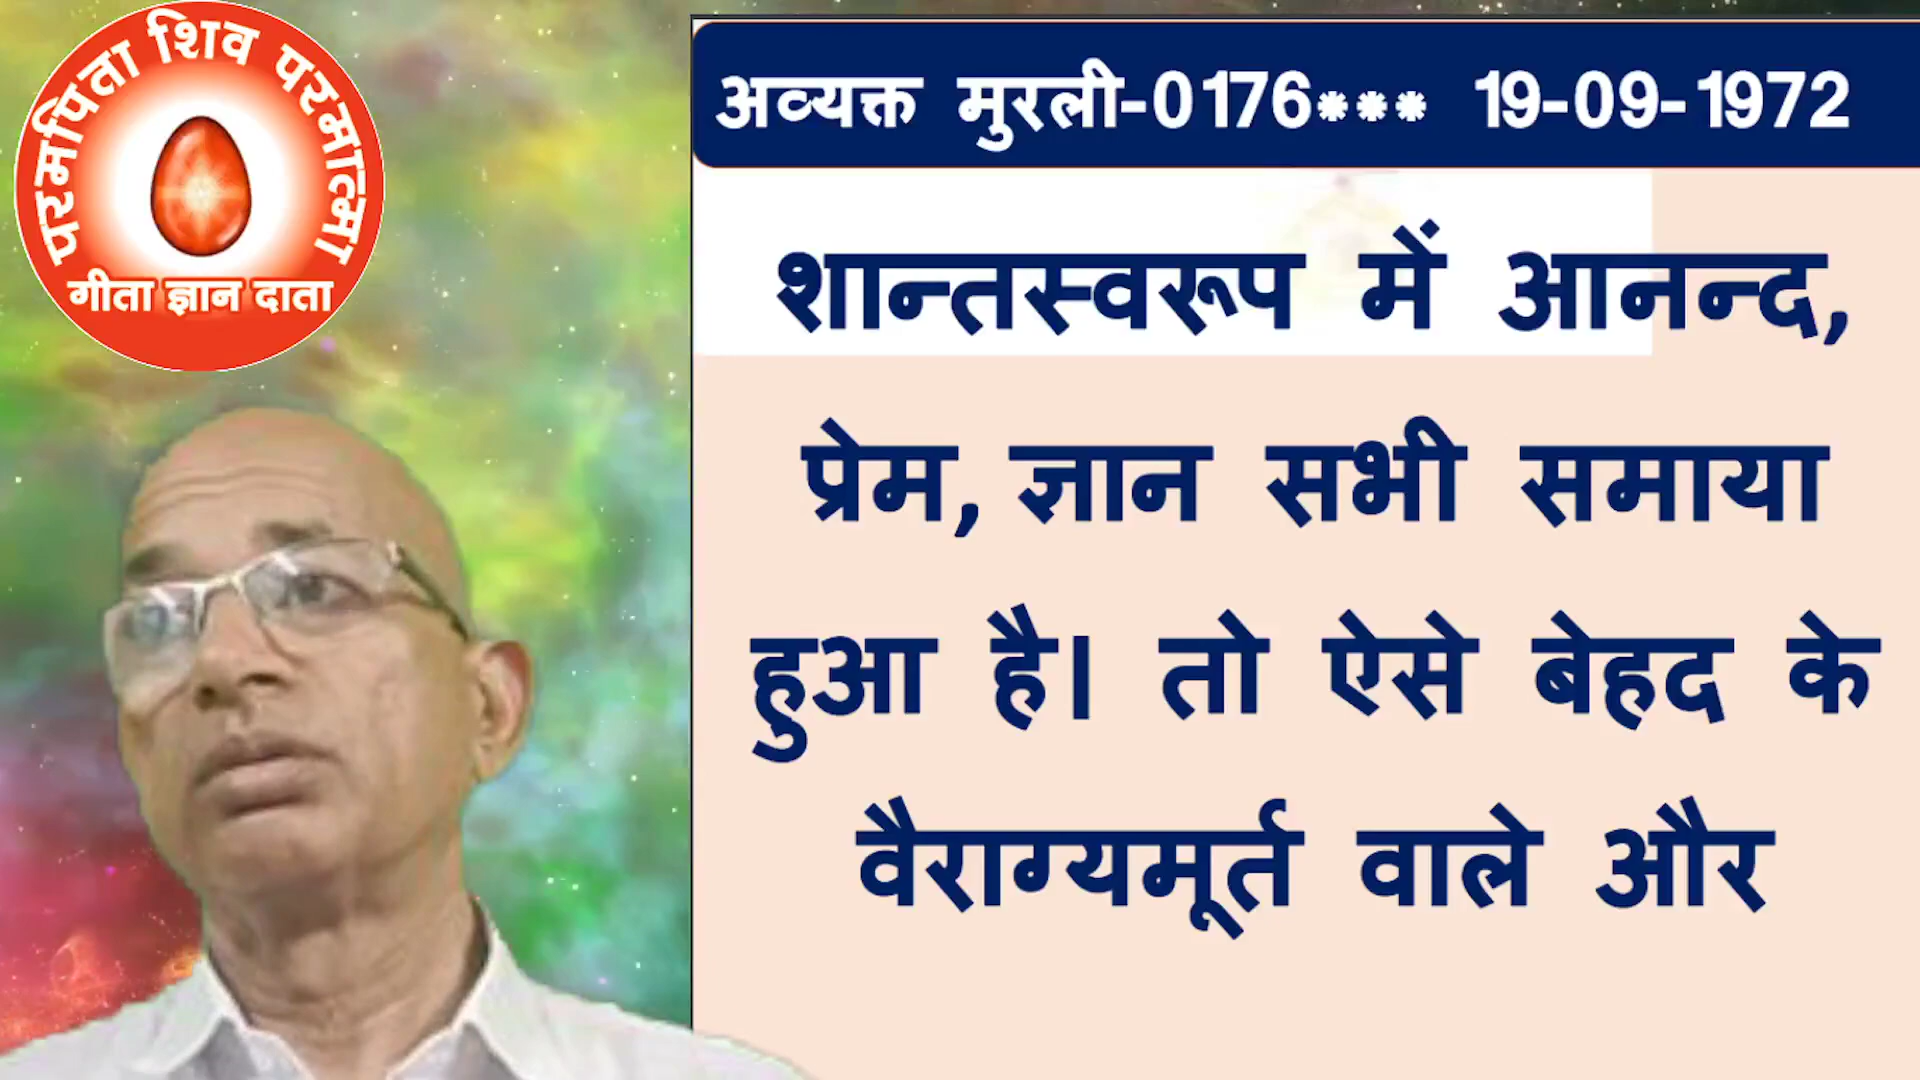 परमपिता शिव परमात्मा
गीता ज्ञान दाता
अव्यक्त मुरली-0176*** 19-09-1972
शान्तस्वरूप में आनन्द,
प्रेम, ज्ञान सभी समाया
हुआ है। तो ऐसे बेहद के
वैराग्यमूर्त वाले और